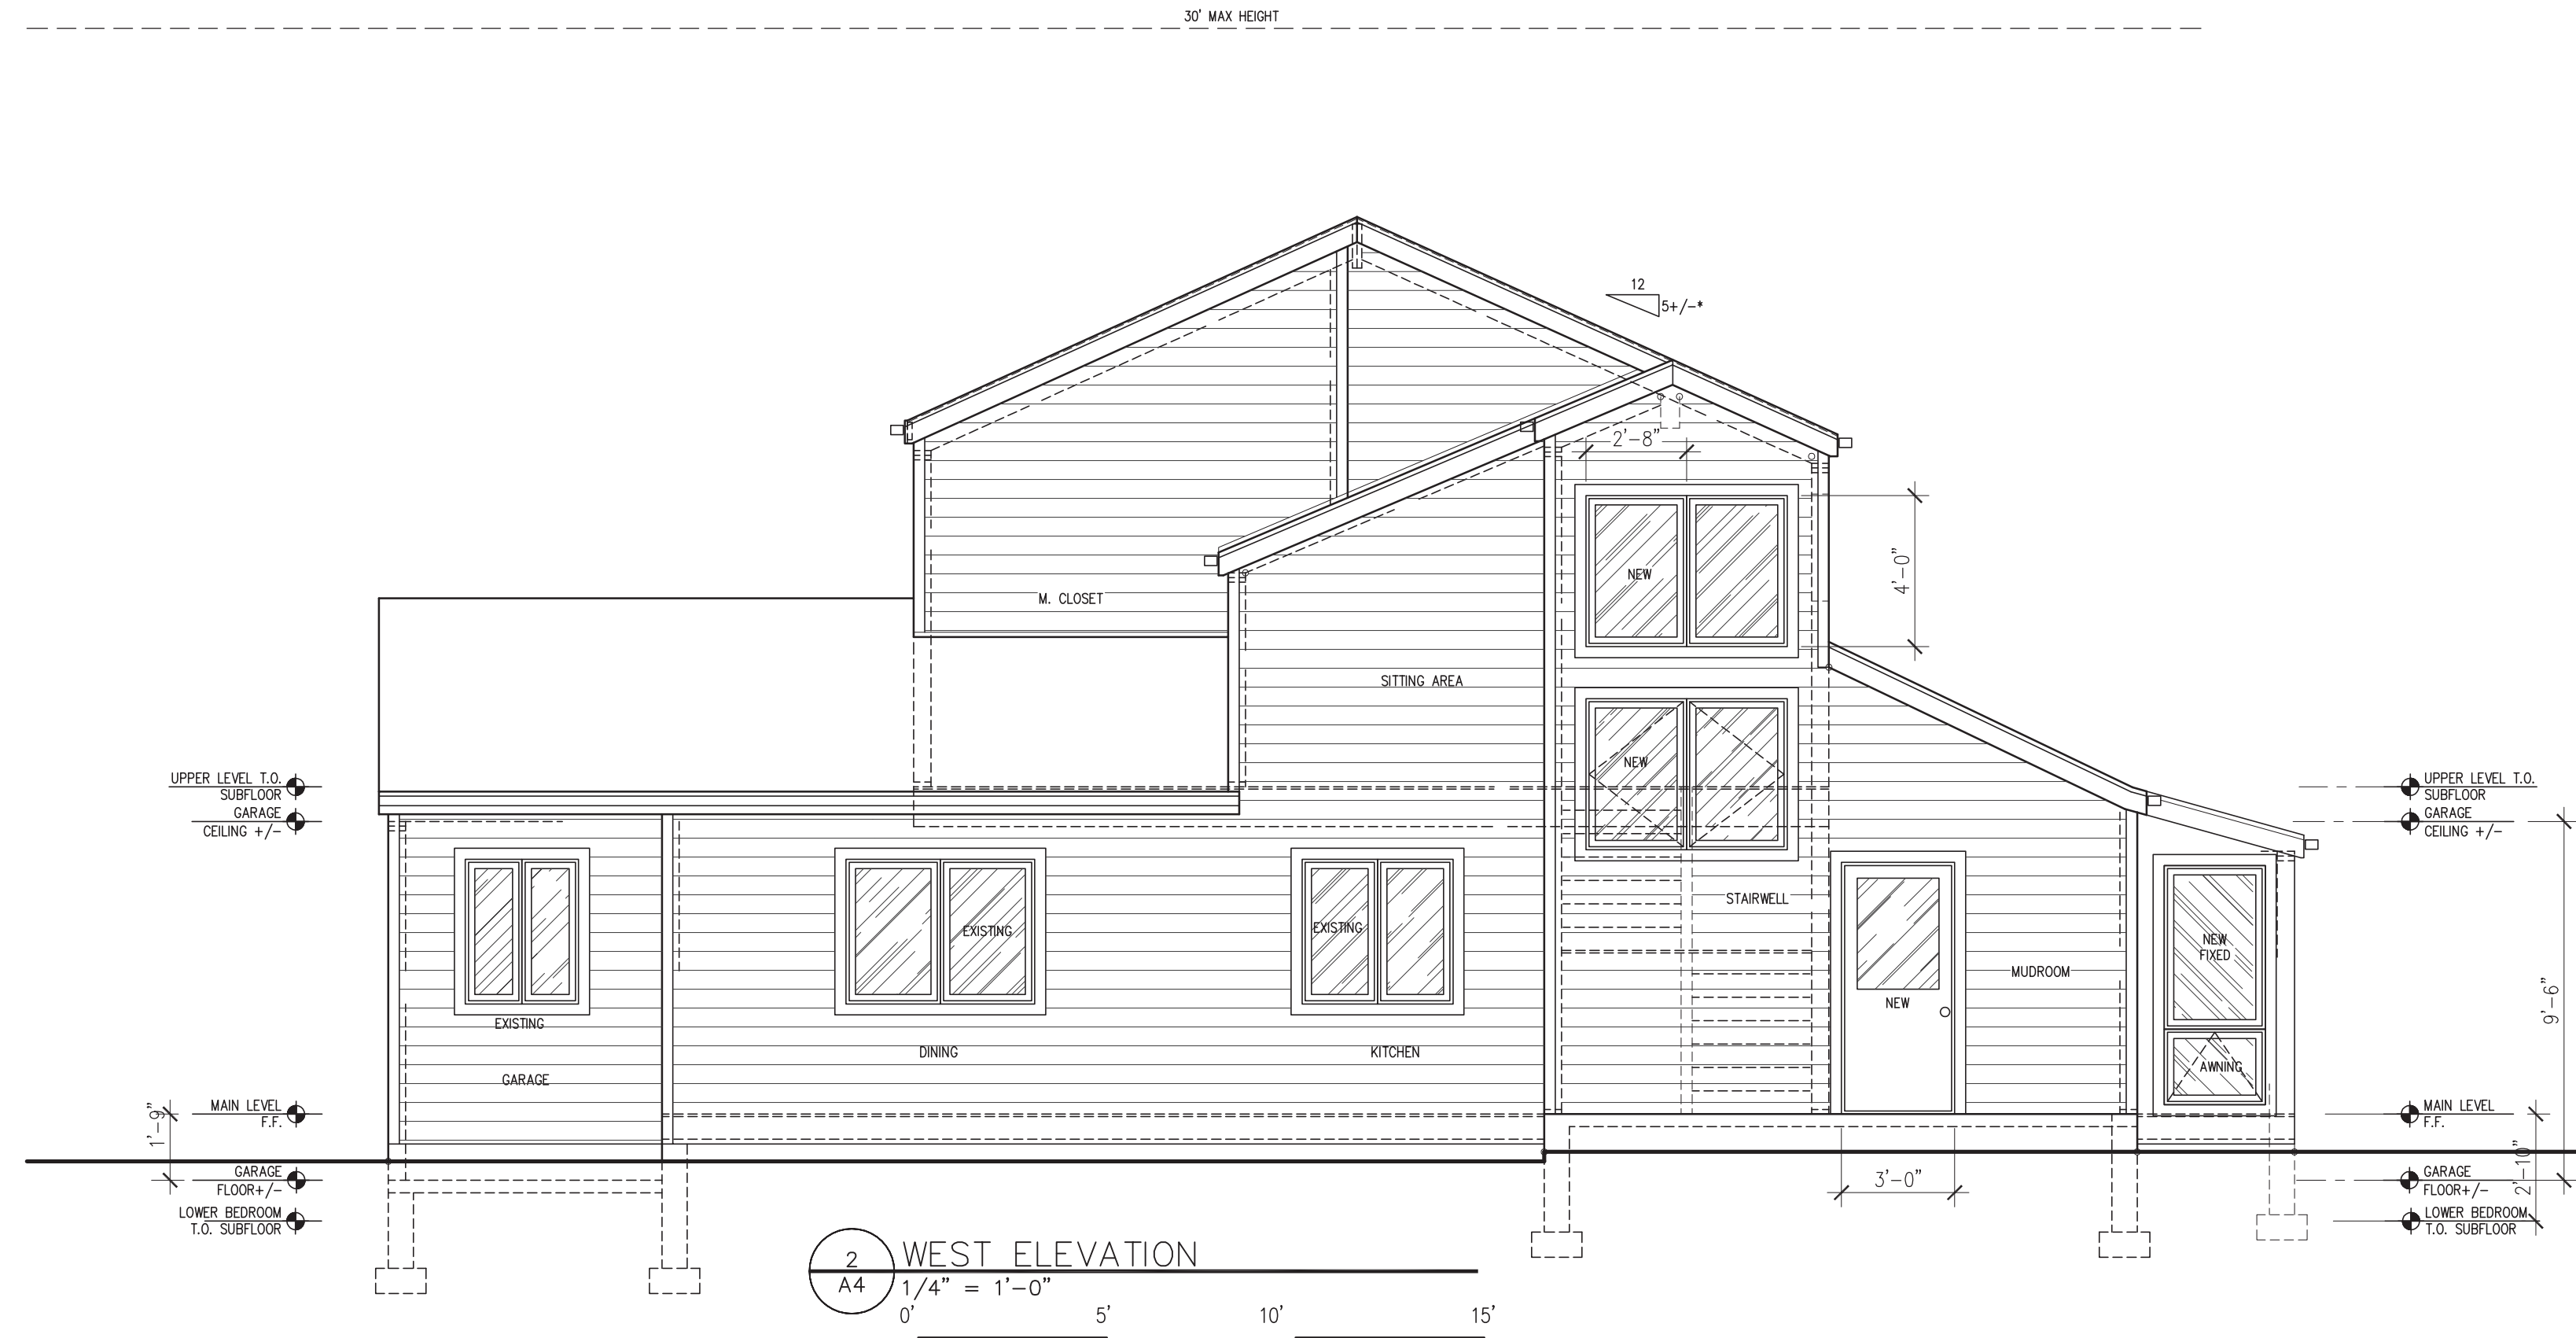 30' MAX HEIGHT
12
5+/-*
2'-8"
4'-0"
NEW
M. CLOSET
SITTING AREA
NEW
UPPER LEVEL T.O.
SUBFLOOR
GARAGE
CEILING +/-
UPPER LEVEL T.O.
SUBFLOOR
GARAGE
CEILING +/-
STAIRWELL
EXISTING
EXISTING
NEW
FIXED
MUDROOM
NEW
9'-6"
EXISTING
DINING
KITCHEN
AWNING
GARAGE
1'-9"
MAIN LEVEL
F.F.
MAIN LEVEL
F.F.
GARAGE
FLOOR+/-
3'-0"
GARAGE
FLOOR+/-
2'-10"
LOWER BEDROOM
T.O. SUBFLOOR
LOWER BEDROOM
T.O. SUBFLOOR
2
A4
WEST ELEVATION
1/4" = 1'-0"
0' 5' 10' 15'